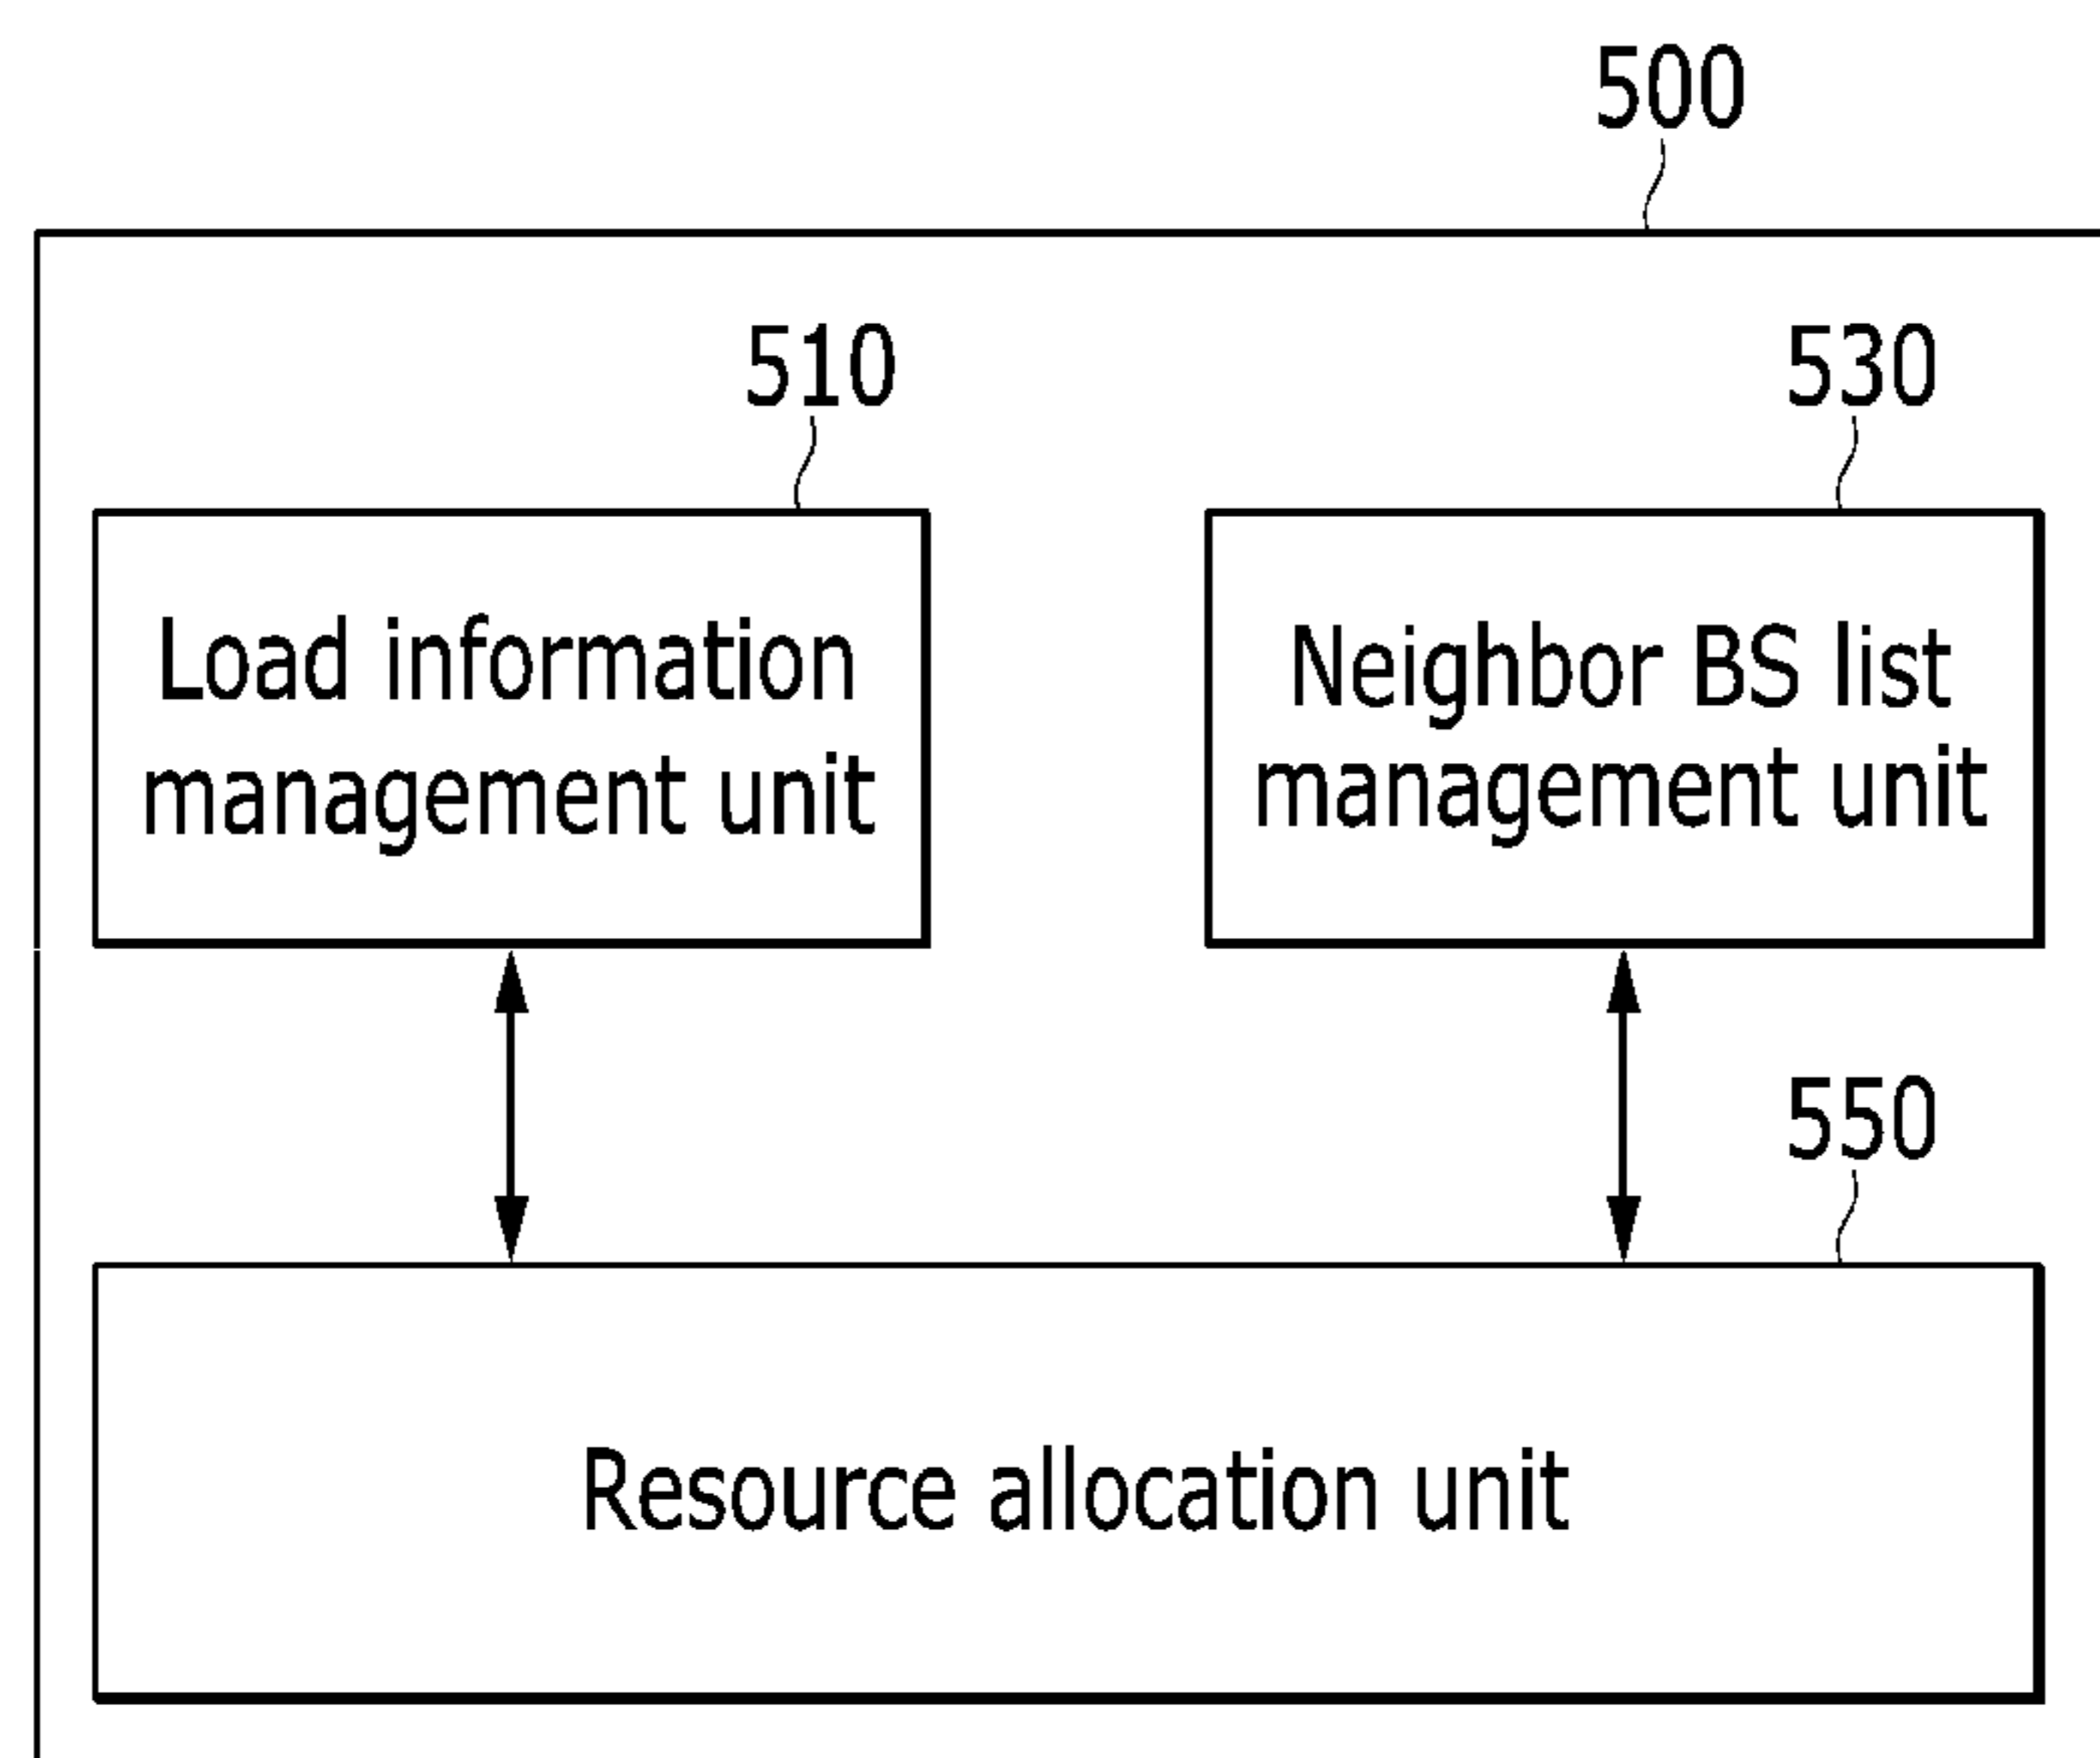 500
510
530
Load information
management unit
Neighbor BS list
management unit
550
Resource allocation unit